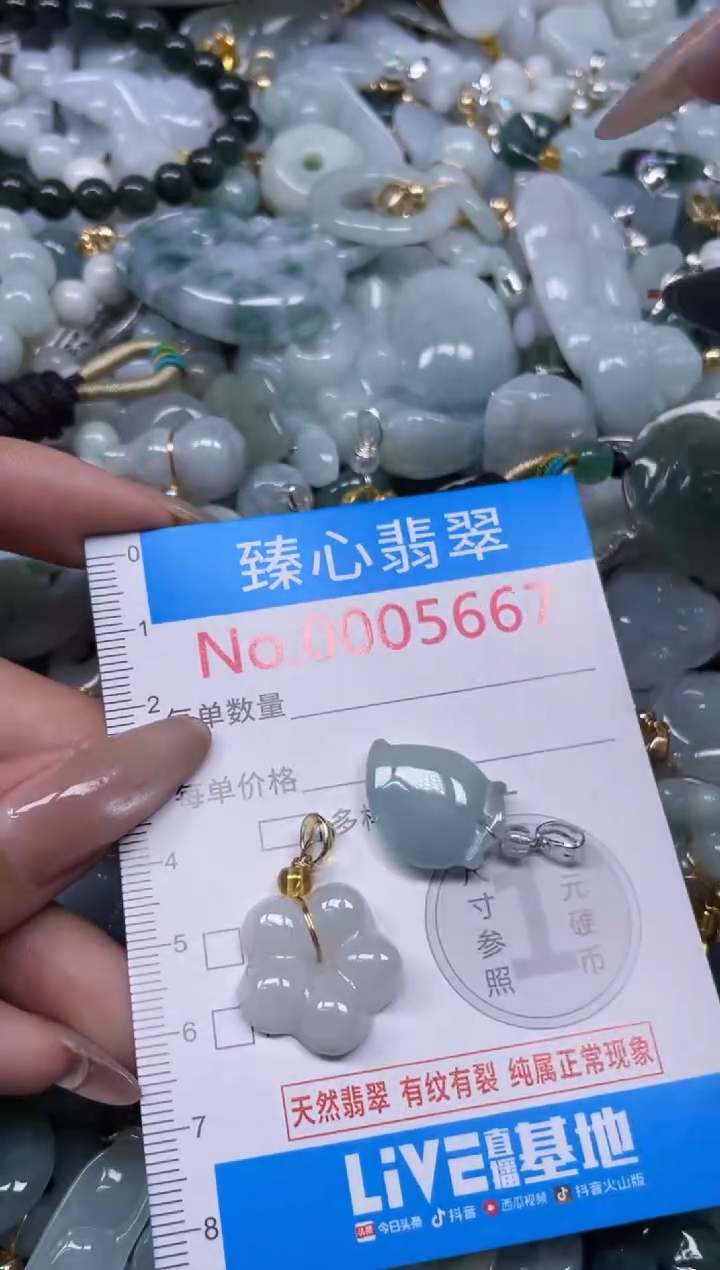 臻心翡翠
No.0005667
0
1
2
每单数量
每单价格
多
4
尺寸参照
1
元硬币
5
6
天然翡翠 有纹有裂 纯属正常现象
7
LiVE直播基地
8
头条 今日头条 抖音 西瓜视频 抖音火山版